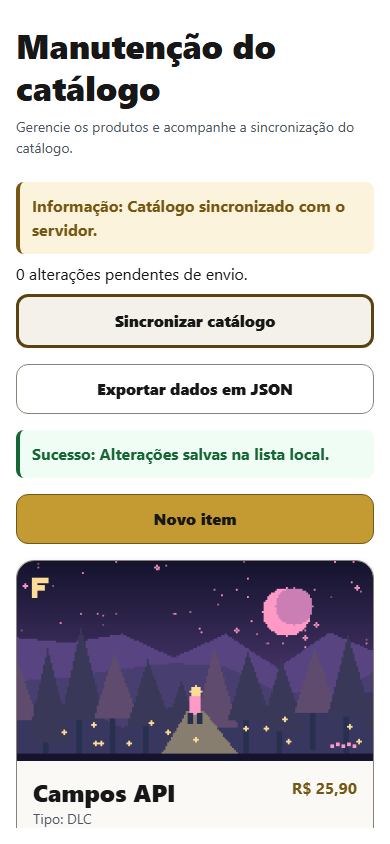 Manutenção do
catálogo
Gerencie os produtos e acompanhe a sincronização do
catálogo.
Informação: Catálogo sincronizado com o
servidor.
0 alterações pendentes de envio.
Sincronizar catálogo
Exportar dados em JSON
Sucesso: Alterações salvas na lista local.
Novo item
F
Campos API
R$ 25,90
Tipo: DLC